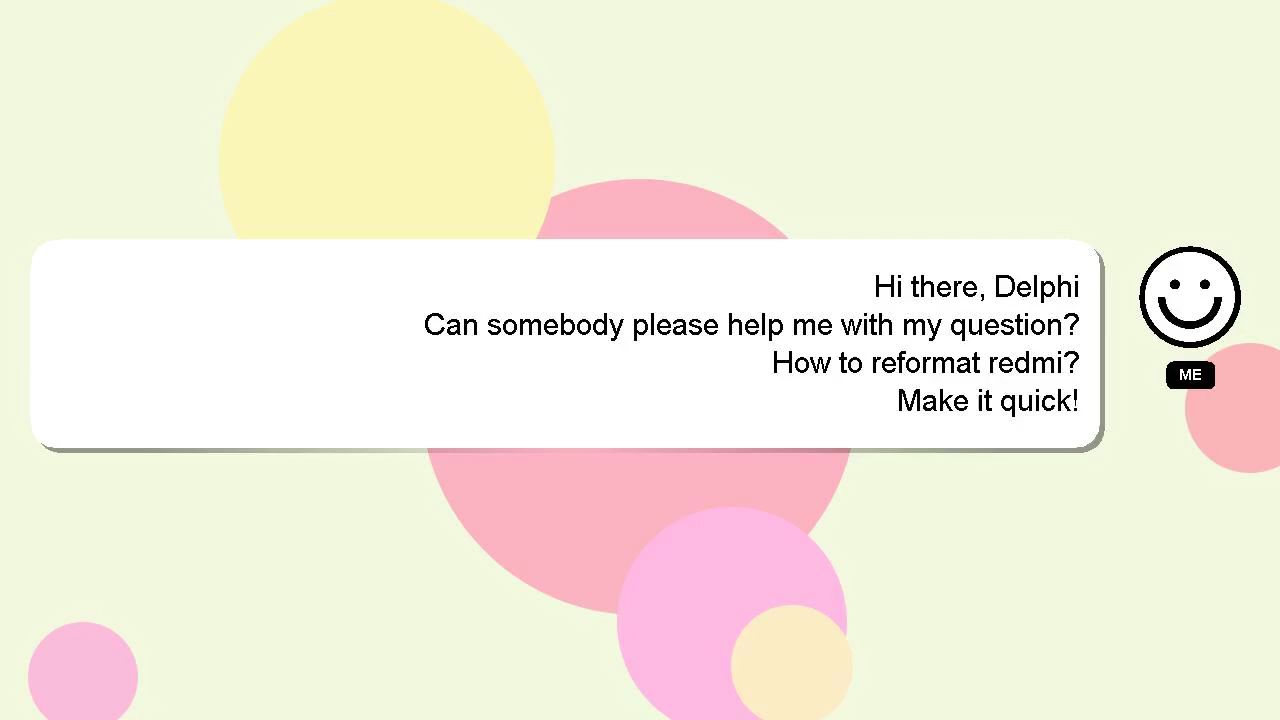 Hi there, Delphi
Can somebody please help me with my question?
How to reformat redmi?
Make it quick!
ME